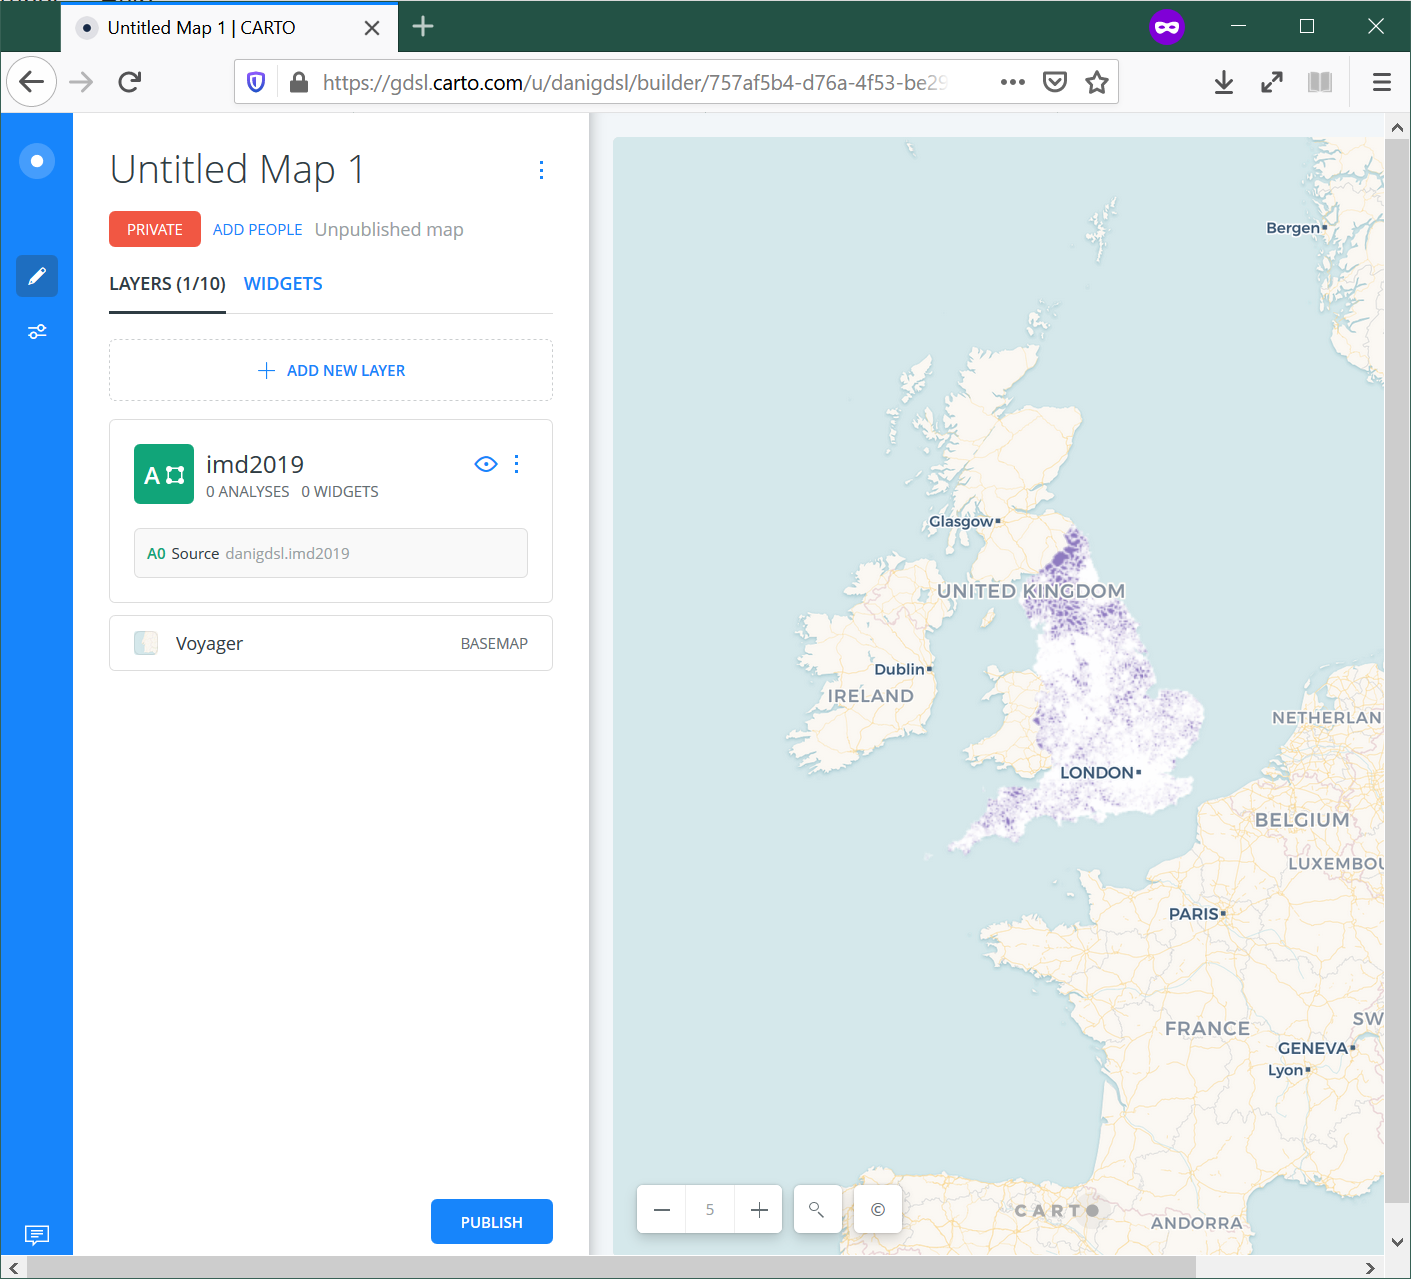 Untitled Map 1 | CARTO
https://gdsl.carto.com/u/danigdsl/builder/757af5b4-d76a-4f53-be29
Untitled Map 1
PRIVATE ADD PEOPLE Unpublished map
LAYERS (1/10) WIDGETS
ADD NEW LAYER
A imd2019
0 ANALYSES 0 WIDGETS
A0 Source danigdsl.imd2019
Voyager BASEMAP
PUBLISH
Bergen
Glasgow
UNITED KINGDOM
Dublin
IRELAND
NETHERLAN
LONDON
BELGIUM
LUXEMBOU
PARIS
FRANCE
SW
GENEVA
Lyon
5
©
CARTO
ANDORRA